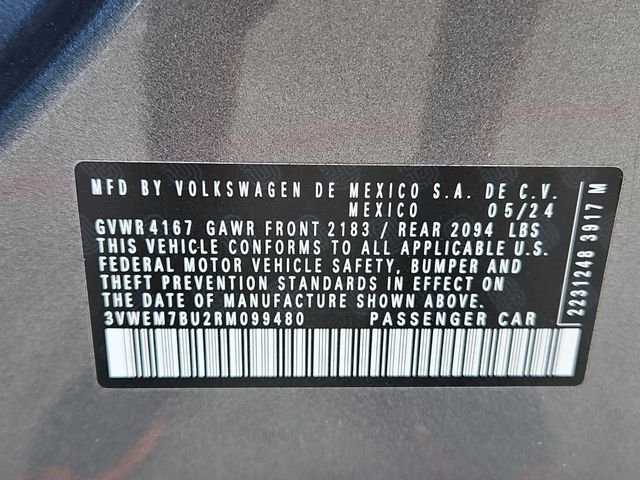 MFD BY VOLKSWAGEN DE MEXICO S.A. DE C.V.
MEXICO 05/24
GVWR 4167 GAWR FRONT 2183 / REAR 2094 LBS
THIS VEHICLE CONFORMS TO ALL APPLICABLE U.S.
FEDERAL MOTOR VEHICLE SAFETY, BUMPER AND
THEFT PREVENTION STANDARDS IN EFFECT ON
THE DATE OF MANUFACTURE SHOWN ABOVE.
3VWEM7BU2RM099480 PASSENGER CAR
2231248 3917 M